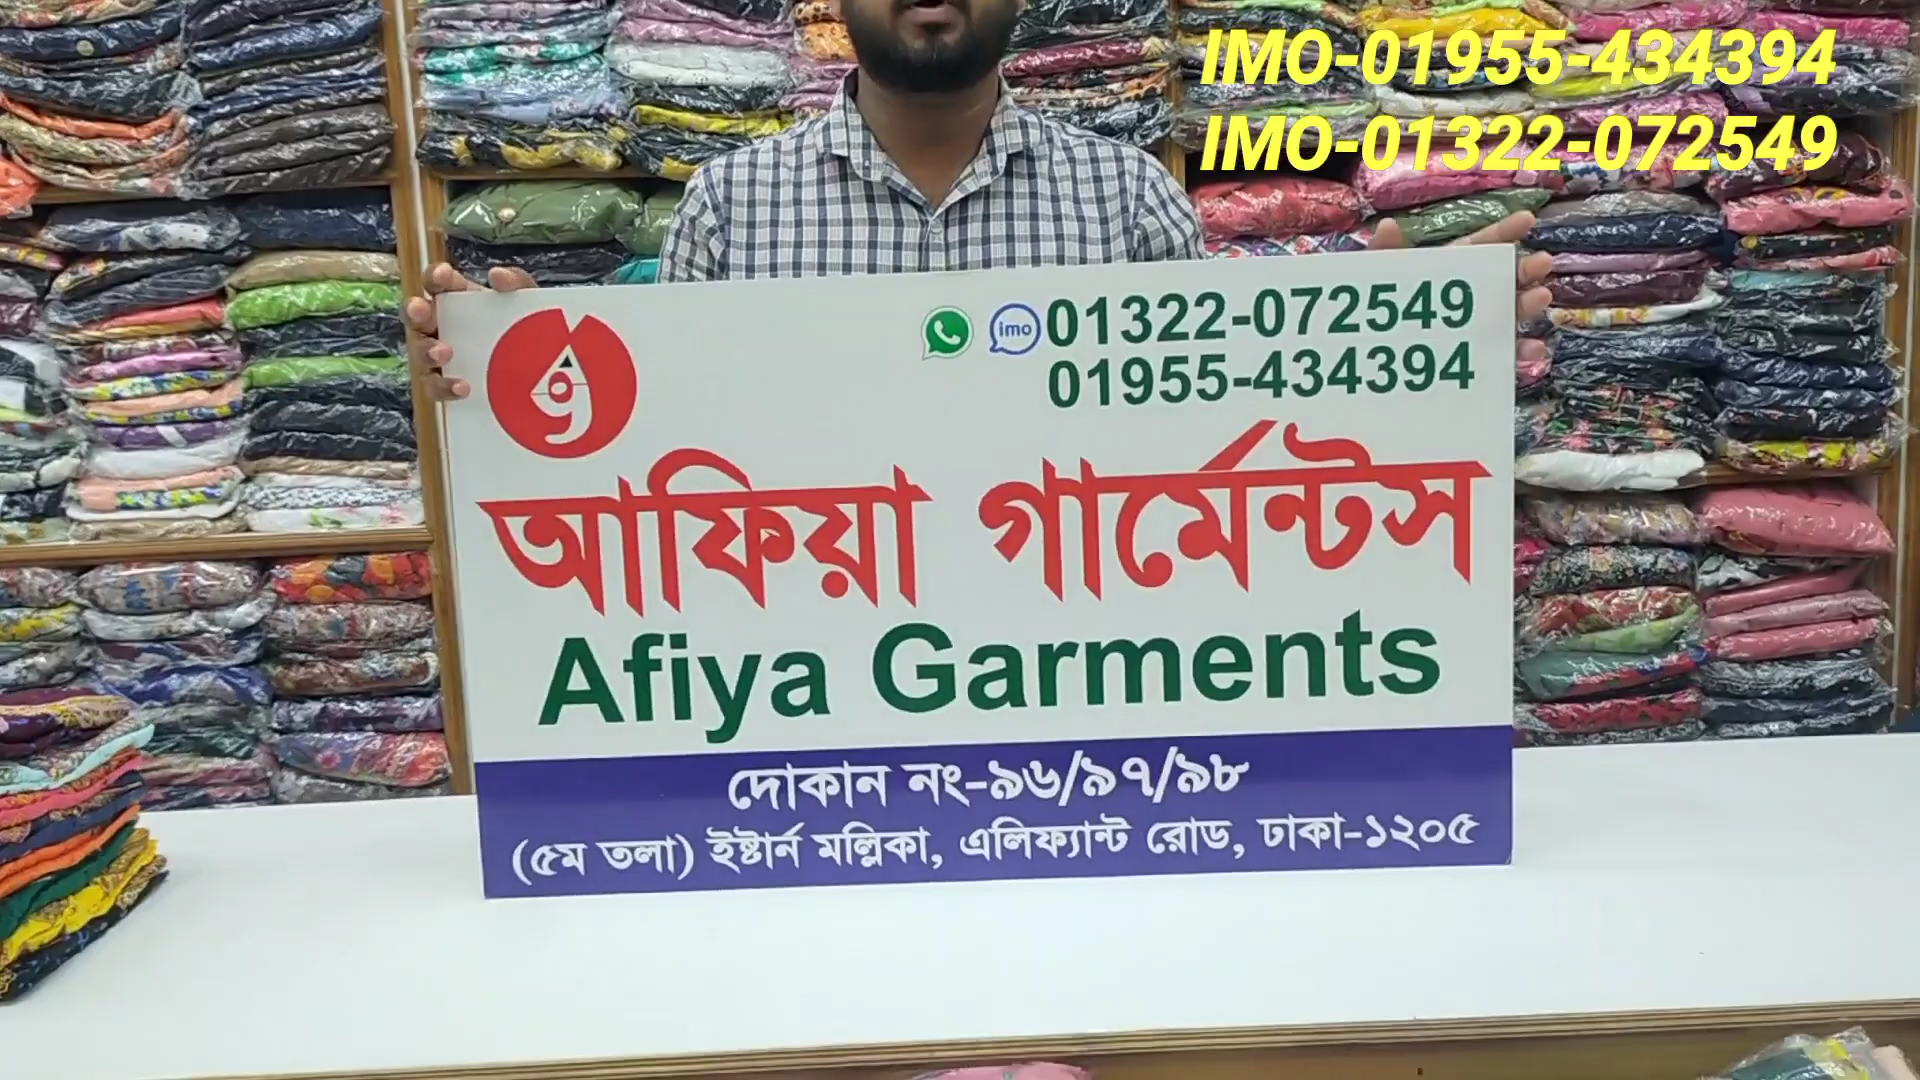 IMO-01955-434394
IMO-01322-072549
imo 01322-072549
01955-434394
আফিয়া গার্মেন্টস
Afiya Garments
দোকান নং-৯৬/৯৭/৯৮
(৫ম তলা) ইষ্টার্ন মল্লিকা, এলিফ্যান্ট রোড, ঢাকা-১২০৫